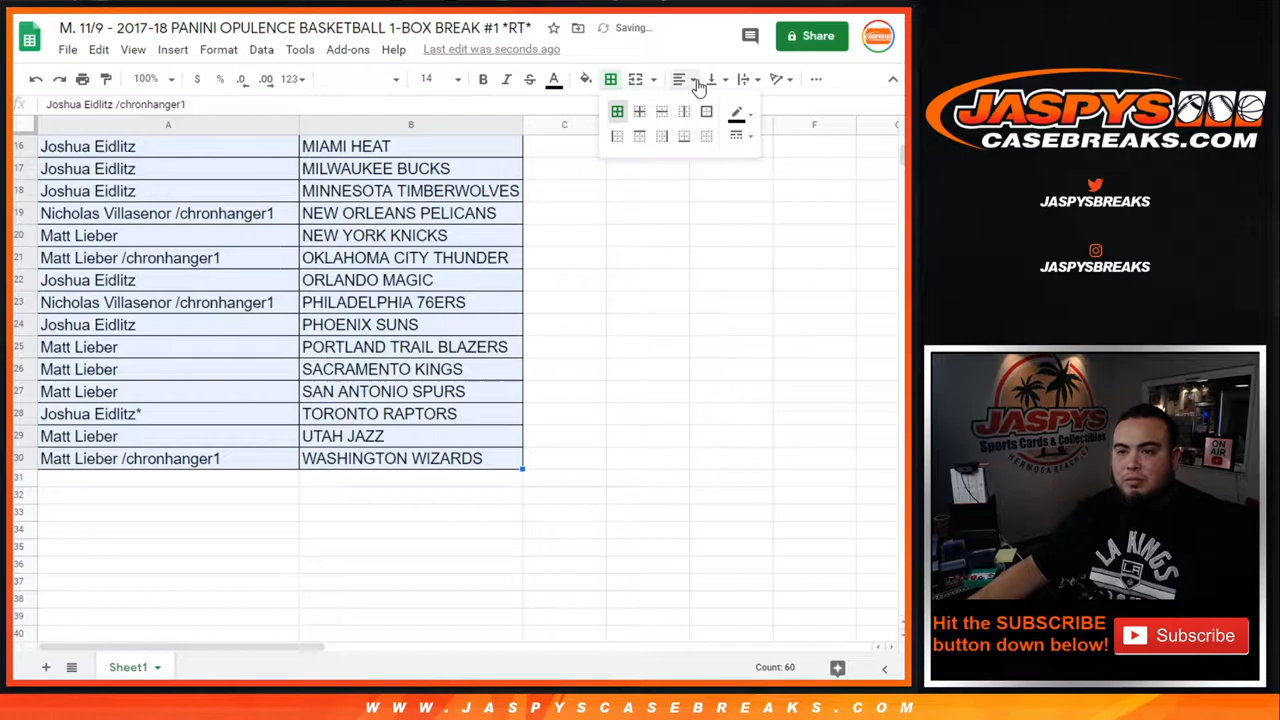 M. 11/9 - 2017-18 PANINI OPULENCE BASKETBALL 1-BOX BREAK #1 *RT*
Saving...
File Edit View Insert Format Data Tools Add-ons Help Last edit was seconds ago
Share
100% $ % .0 .00 123 14 B I S A
fx Joshua Eidlitz /chronhanger1
A B C D E F
16 Joshua Eidlitz MIAMI HEAT
17 Joshua Eidlitz MILWAUKEE BUCKS
18 Joshua Eidlitz MINNESOTA TIMBERWOLVES
19 Nicholas Villasenor /chronhanger1 NEW ORLEANS PELICANS
20 Matt Lieber NEW YORK KNICKS
21 Matt Lieber /chronhanger1 OKLAHOMA CITY THUNDER
22 Joshua Eidlitz ORLANDO MAGIC
23 Nicholas Villasenor /chronhanger1 PHILADELPHIA 76ERS
24 Joshua Eidlitz PHOENIX SUNS
25 Matt Lieber PORTLAND TRAIL BLAZERS
26 Matt Lieber SACRAMENTO KINGS
27 Matt Lieber SAN ANTONIO SPURS
28 Joshua Eidlitz* TORONTO RAPTORS
29 Matt Lieber UTAH JAZZ
30 Matt Lieber /chronhanger1 WASHINGTON WIZARDS
31
32
33
34
35
36
37
38
39
40
Sheet1
Count: 60
JASPYS
CASEBREAKS.COM
JASPYSBREAKS
JASPYSBREAKS
JASPYS
Sports Cards & Collectibles
HERMOSA BEACH
ON AIR
LA KINGS
LA
Hit the SUBSCRIBE
button down below!
Subscribe
WWW.JASPYSCASEBREAKS.COM